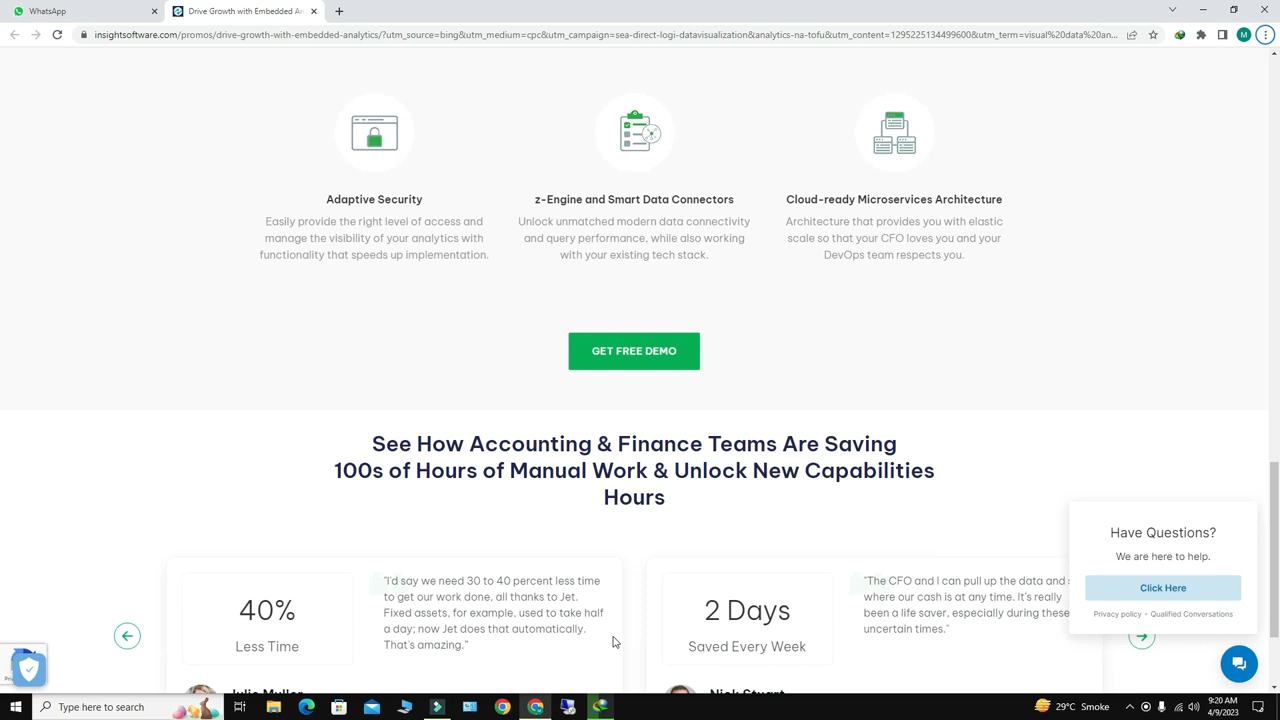 WhatsApp
Drive Growth with Embedded An
insightsoftware.com/promos/drive-growth-with-embedded-analytics/?utm_source=bing&utm_medium=cpc&utm_campaign=sea-direct-logi-datavisualization&analytics-na-tofu&utm_content=1295225134499600&utm_term=visual%20data%20an...
M
Adaptive Security
Easily provide the right level of access and
manage the visibility of your analytics with
functionality that speeds up implementation.
z-Engine and Smart Data Connectors
Unlock unmatched modern data connectivity
and query performance, while also working
with your existing tech stack.
Cloud-ready Microservices Architecture
Architecture that provides you with elastic
scale so that your CFO loves you and your
DevOps team respects you.
GET FREE DEMO
See How Accounting & Finance Teams Are Saving
100s of Hours of Manual Work & Unlock New Capabilities
Hours
40%
Less Time
"I'd say we need 30 to 40 percent less time
to get our work done, all thanks to Jet.
Fixed assets, for example, used to take half
a day; now Jet does that automatically.
That's amazing."
Julie Muller
2 Days
Saved Every Week
"The CFO and I can pull up the data and s
where our cash is at any time. It's really
been a life saver, especially during these
uncertain times."
Nick Stuart
Have Questions?
We are here to help.
Click Here
Privacy policy • Qualified Conversations
Type here to search
29°C Smoke
9:20 AM
4/9/2023